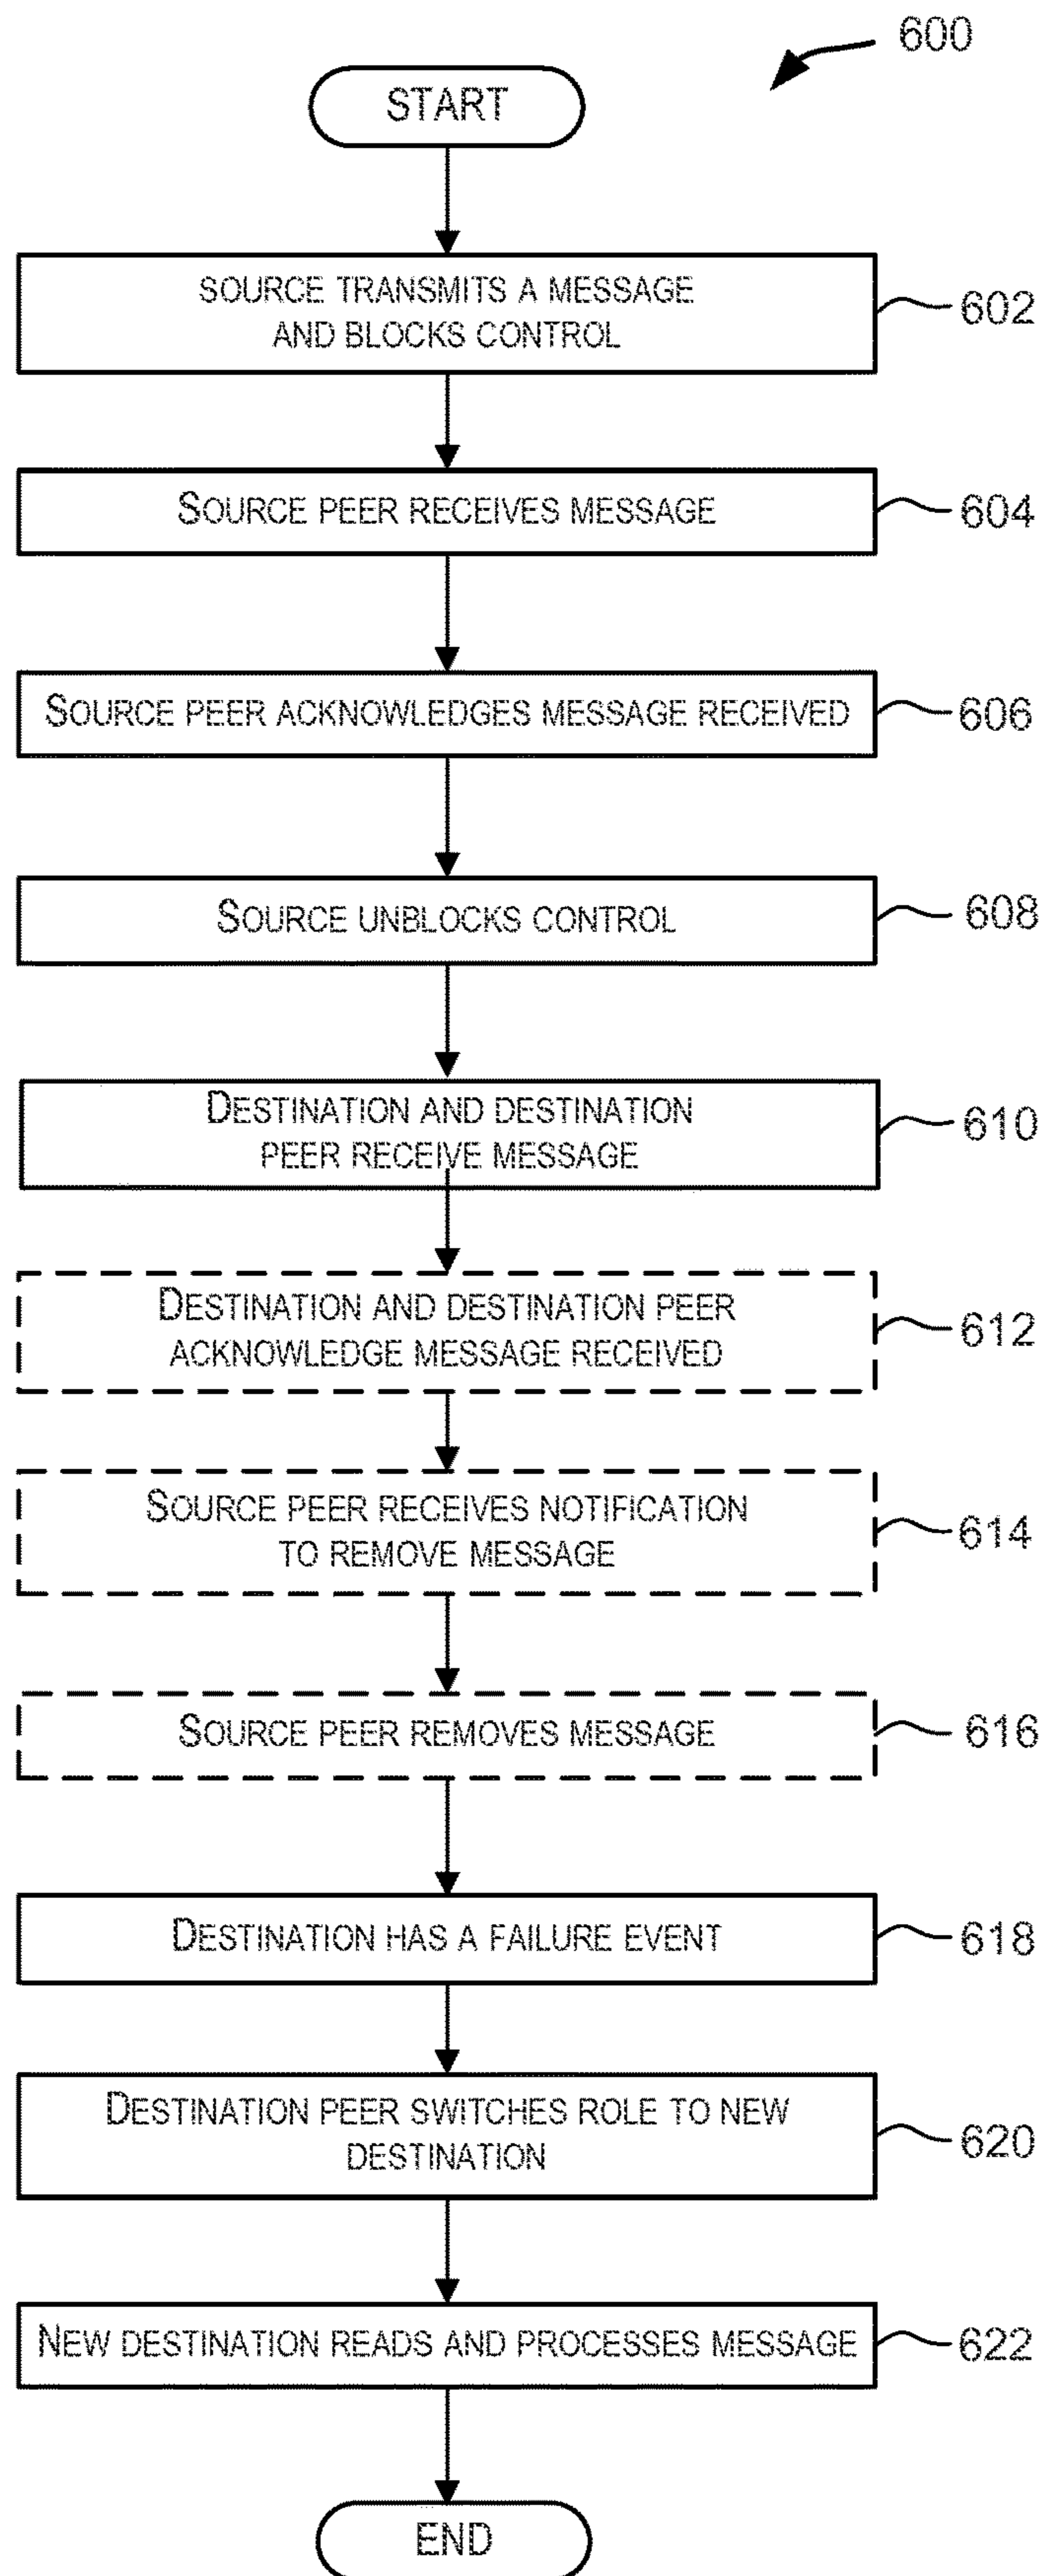 600
START
SOURCE TRANSMITS A MESSAGE
AND BLOCKS CONTROL
602
SOURCE PEER RECEIVES MESSAGE
604
SOURCE PEER ACKNOWLEDGES MESSAGE RECEIVED
606
SOURCE UNBLOCKS CONTROL
608
DESTINATION AND DESTINATION
PEER RECEIVE MESSAGE
610
DESTINATION AND DESTINATION PEER
ACKNOWLEDGE MESSAGE RECEIVED
612
SOURCE PEER RECEIVES NOTIFICATION
TO REMOVE MESSAGE
614
SOURCE PEER REMOVES MESSAGE
616
DESTINATION HAS A FAILURE EVENT
618
DESTINATION PEER SWITCHES ROLE TO NEW
DESTINATION
620
NEW DESTINATION READS AND PROCESSES MESSAGE
622
END